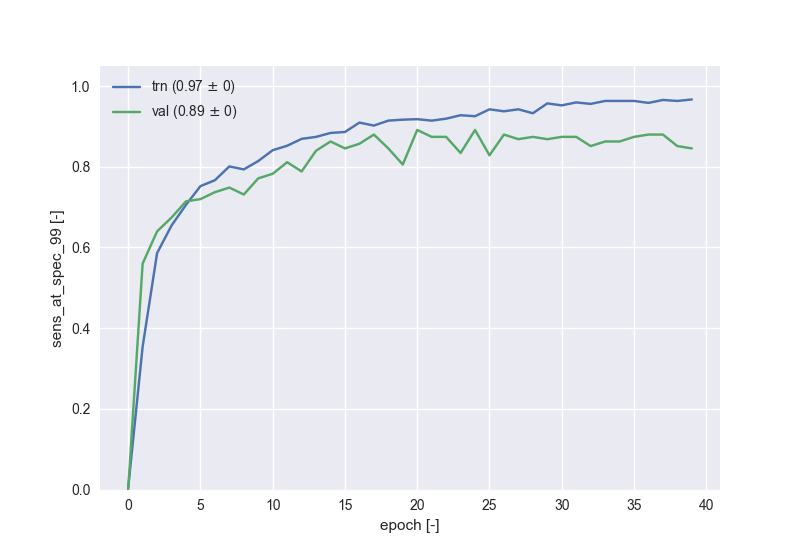 trn (0.97 ± 0)
val (0.89 ± 0)
1.0
0.8
0.6
0.4
0.2
0.0
sens_at_spec_99 [-]
0 5 10 15 20 25 30 35 40
epoch [-]